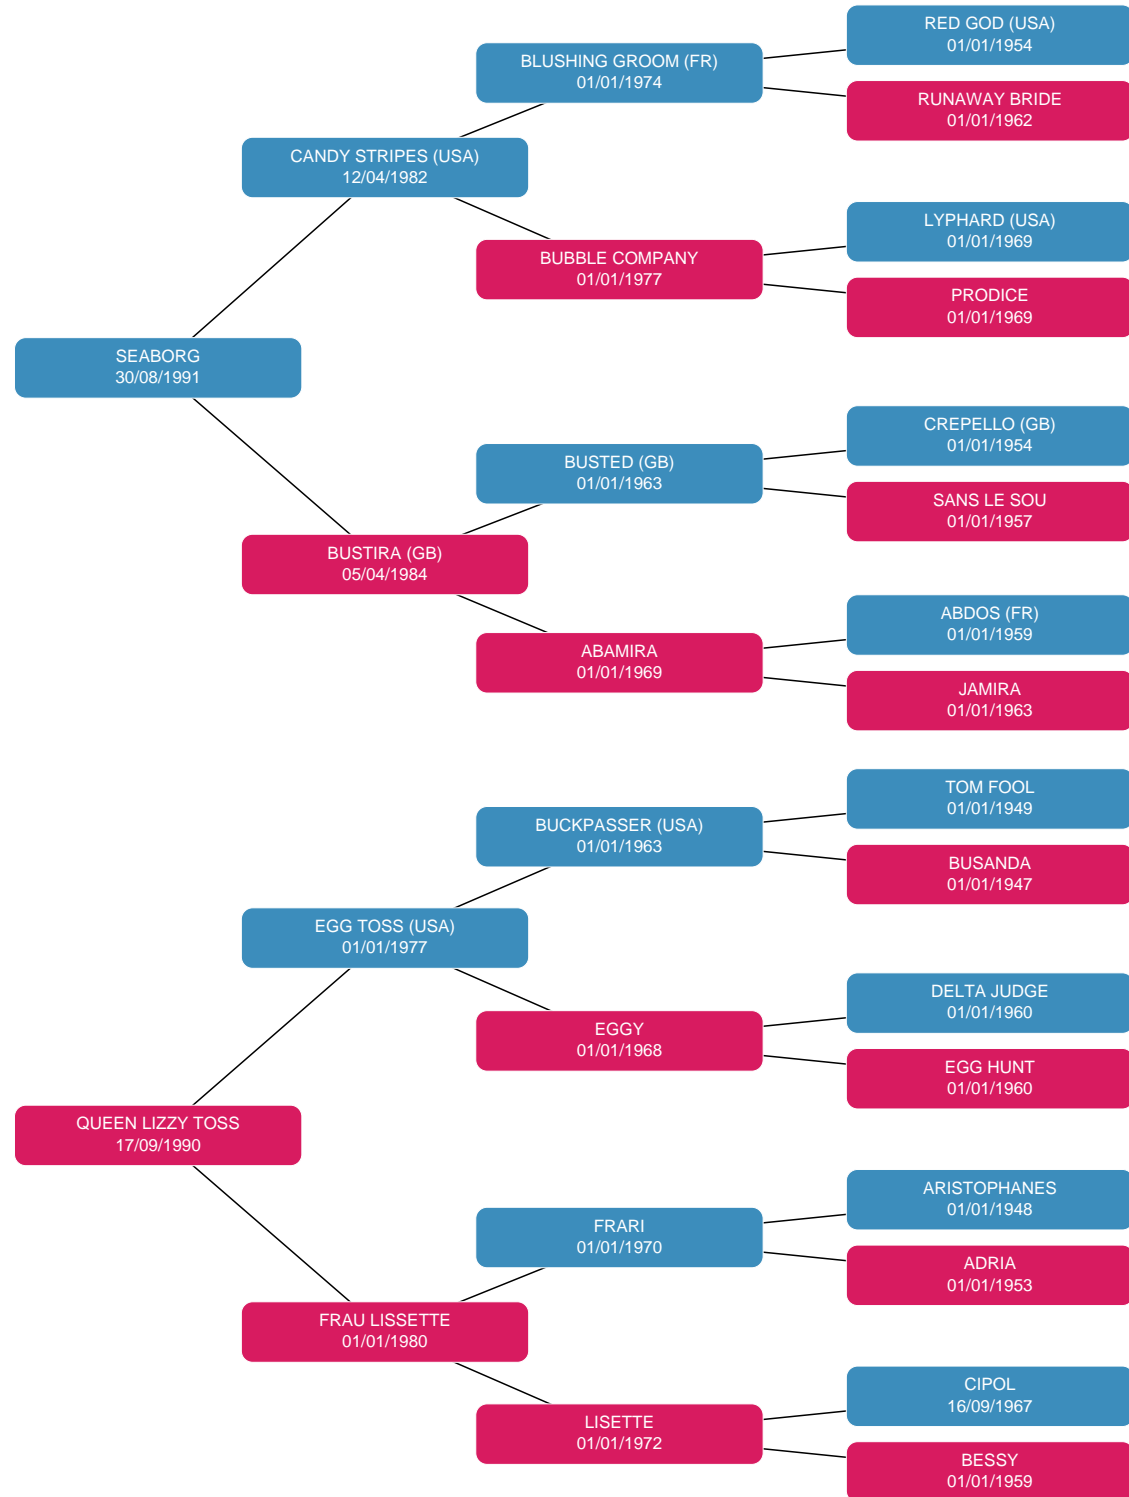 RED GOD (USA)
01/01/1954
BLUSHING GROOM (FR)
01/01/1974
RUNAWAY BRIDE
01/01/1962
CANDY STRIPES (USA)
12/04/1982
LYPHARD (USA)
01/01/1969
BUBBLE COMPANY
01/01/1977
PRODICE
01/01/1969
SEABORG
30/08/1991
CREPELLO (GB)
01/01/1954
BUSTED (GB)
01/01/1963
SANS LE SOU
01/01/1957
BUSTIRA (GB)
05/04/1984
ABDOS (FR)
01/01/1959
ABAMIRA
01/01/1969
JAMIRA
01/01/1963
TOM FOOL
01/01/1949
BUCKPASSER (USA)
01/01/1963
BUSANDA
01/01/1947
EGG TOSS (USA)
01/01/1977
DELTA JUDGE
01/01/1960
EGGY
01/01/1968
EGG HUNT
01/01/1960
QUEEN LIZZY TOSS
17/09/1990
ARISTOPHANES
01/01/1948
FRARI
01/01/1970
ADRIA
01/01/1953
FRAU LISSETTE
01/01/1980
CIPOL
16/09/1967
LISETTE
01/01/1972
BESSY
01/01/1959